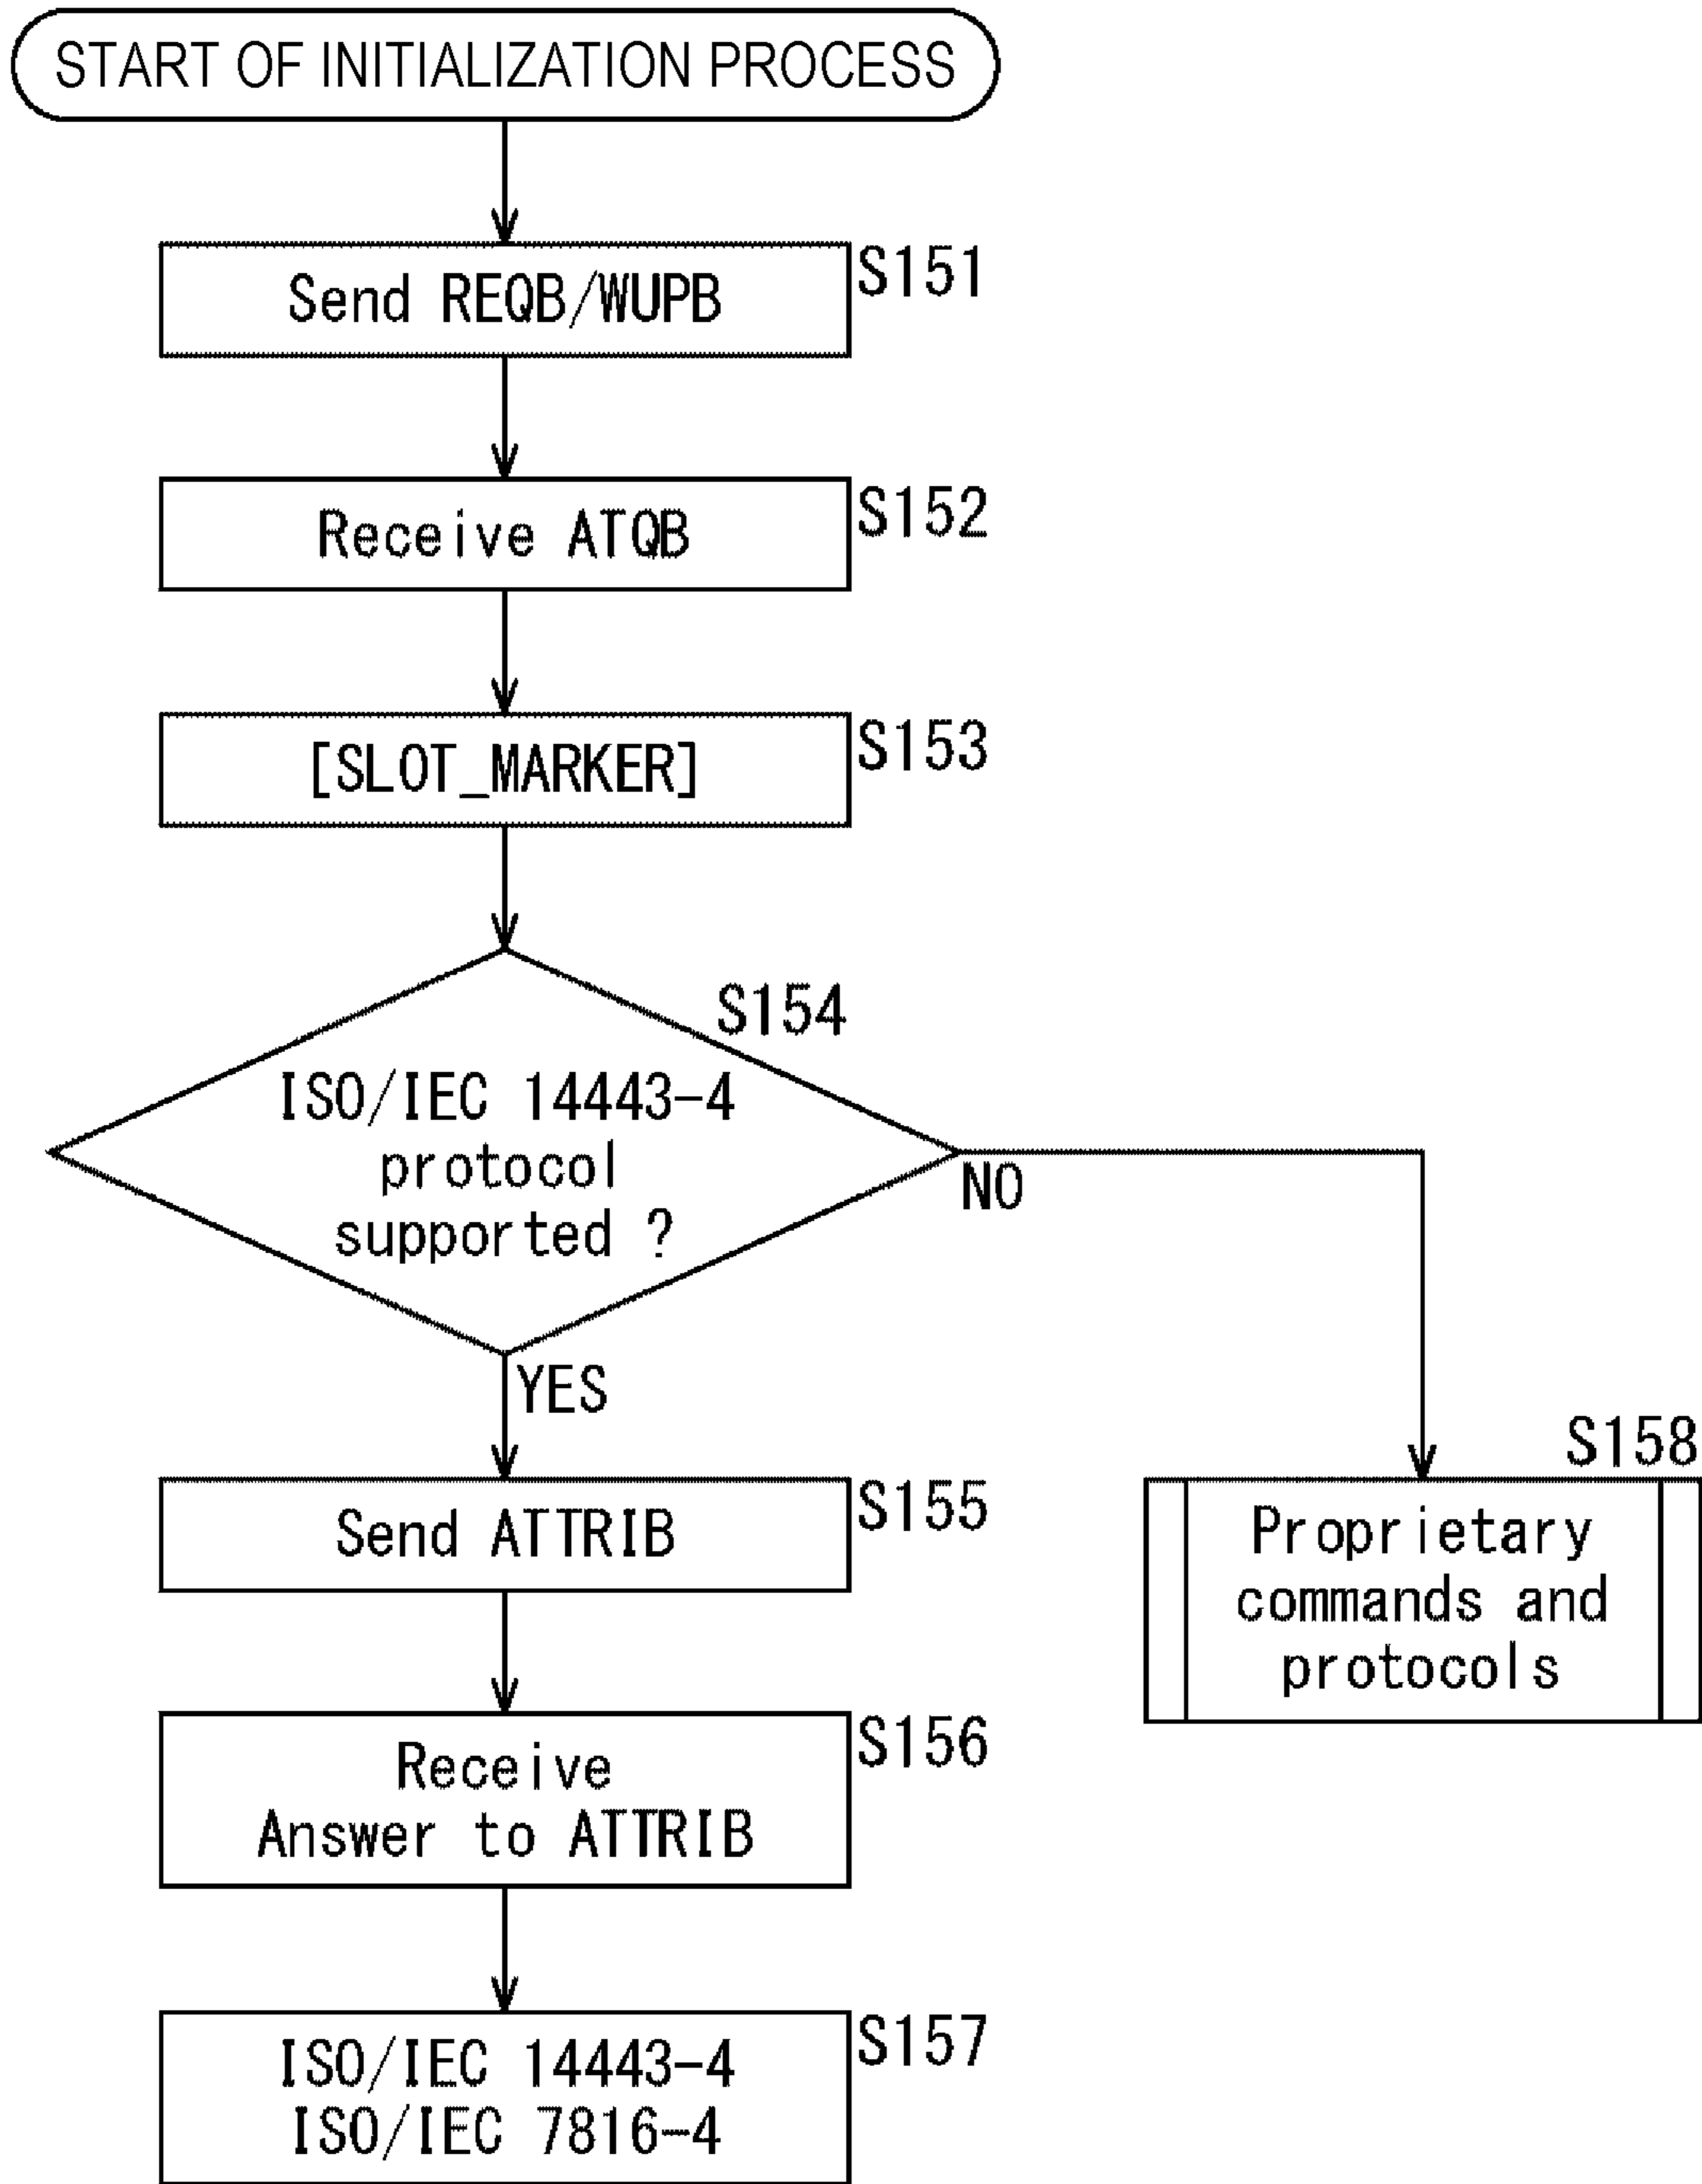 START OF INITIALIZATION PROCESS
Send REQB/WUPB
S151
Receive ATQB
S152
[SLOT_MARKER]
S153
S154
ISO/IEC 14443-4
protocol
supported ?
NO
YES
Send ATTRIB
S155
S158
Proprietary
commands and
protocols
Receive
Answer to ATTRIB
S156
ISO/IEC 14443-4
ISO/IEC 7816-4
S157